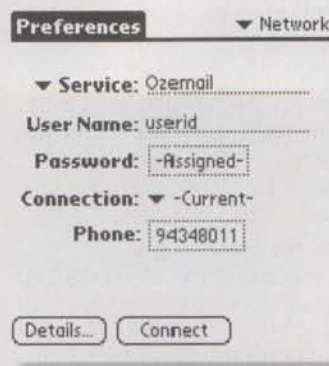 Preferences ▼ Network
▼ Service: Ozemail
User Name: userid
Password: -Assigned-
Connection: ▼ -Current-
Phone: 94348011
Details... Connect